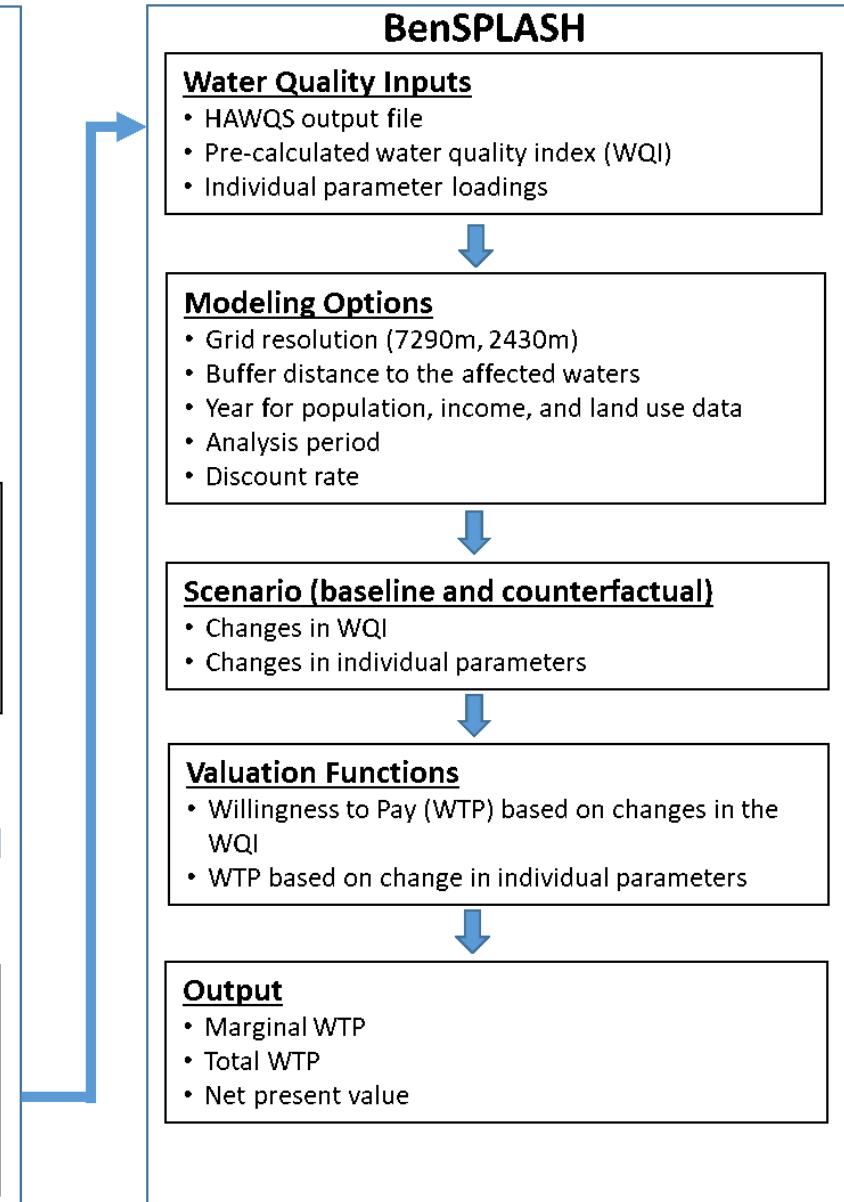 BenSPLASH
Water Quality Inputs
• HAWQS output file
• Pre-calculated water quality index (WQI)
• Individual parameter loadings
Modeling Options
• Grid resolution (7290m, 2430m)
• Buffer distance to the affected waters
• Year for population, income, and land use data
• Analysis period
• Discount rate
Scenario (baseline and counterfactual)
• Changes in WQI
• Changes in individual parameters
Valuation Functions
• Willingness to Pay (WTP) based on changes in the
WQI
• WTP based on change in individual parameters
Output
• Marginal WTP
• Total WTP
• Net present value